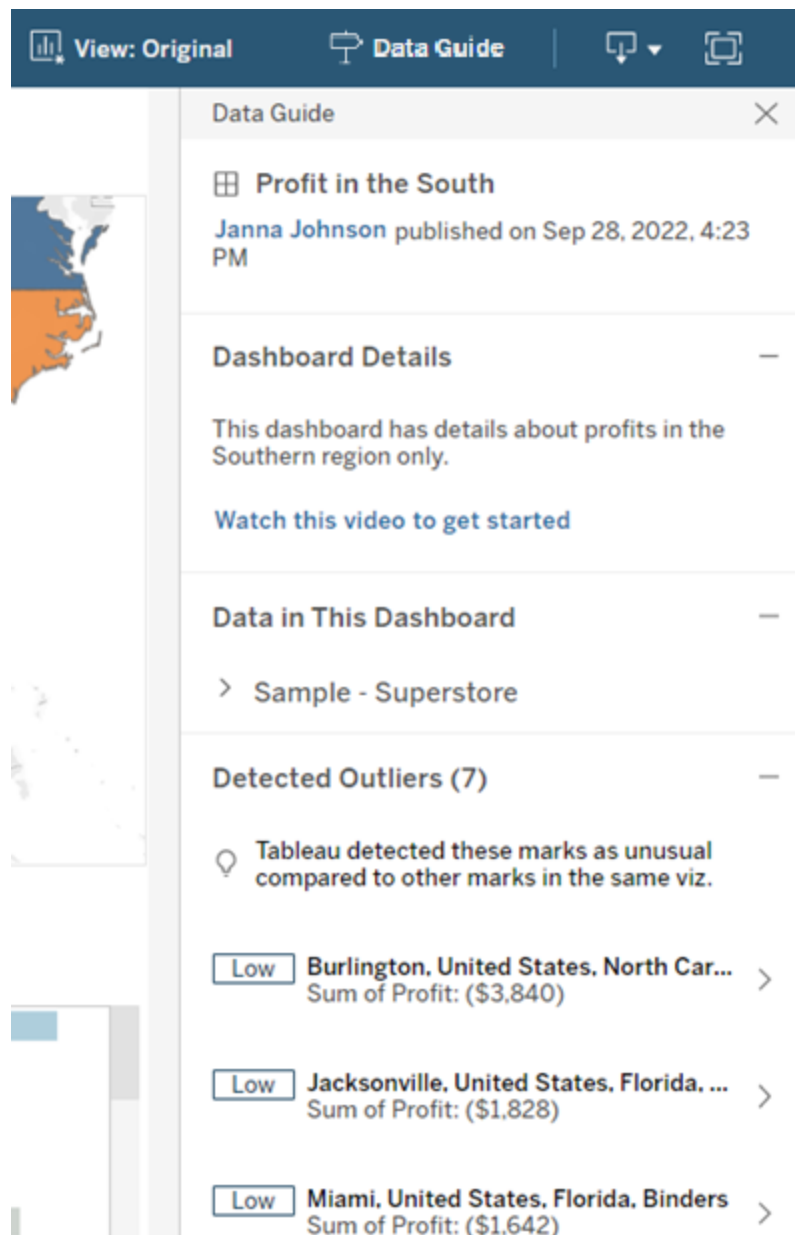 View: Original
Data Guide
Data Guide
Profit in the South
Janna Johnson published on Sep 28, 2022, 4:23
PM
Dashboard Details
This dashboard has details about profits in the
Southern region only.
Watch this video to get started
Data in This Dashboard
Sample - Superstore
Detected Outliers (7)
Tableau detected these marks as unusual
compared to other marks in the same viz.
Low
Burlington, United States, North Car...
Sum of Profit: ($3,840)
Low
Jacksonville, United States, Florida, ...
Sum of Profit: ($1,828)
Low
Miami, United States, Florida, Binders
Sum of Profit: ($1,642)